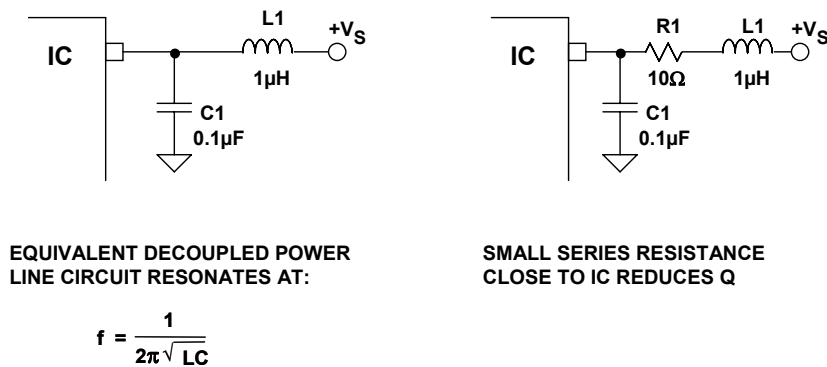 IC
L1
+VS
1µH
C1
0.1µF
IC
R1
L1
+VS
10Ω
1µH
C1
0.1µF
EQUIVALENT DECOUPLED POWER
LINE CIRCUIT RESONATES AT:
f = 1 / 2π√LC
SMALL SERIES RESISTANCE
CLOSE TO IC REDUCES Q